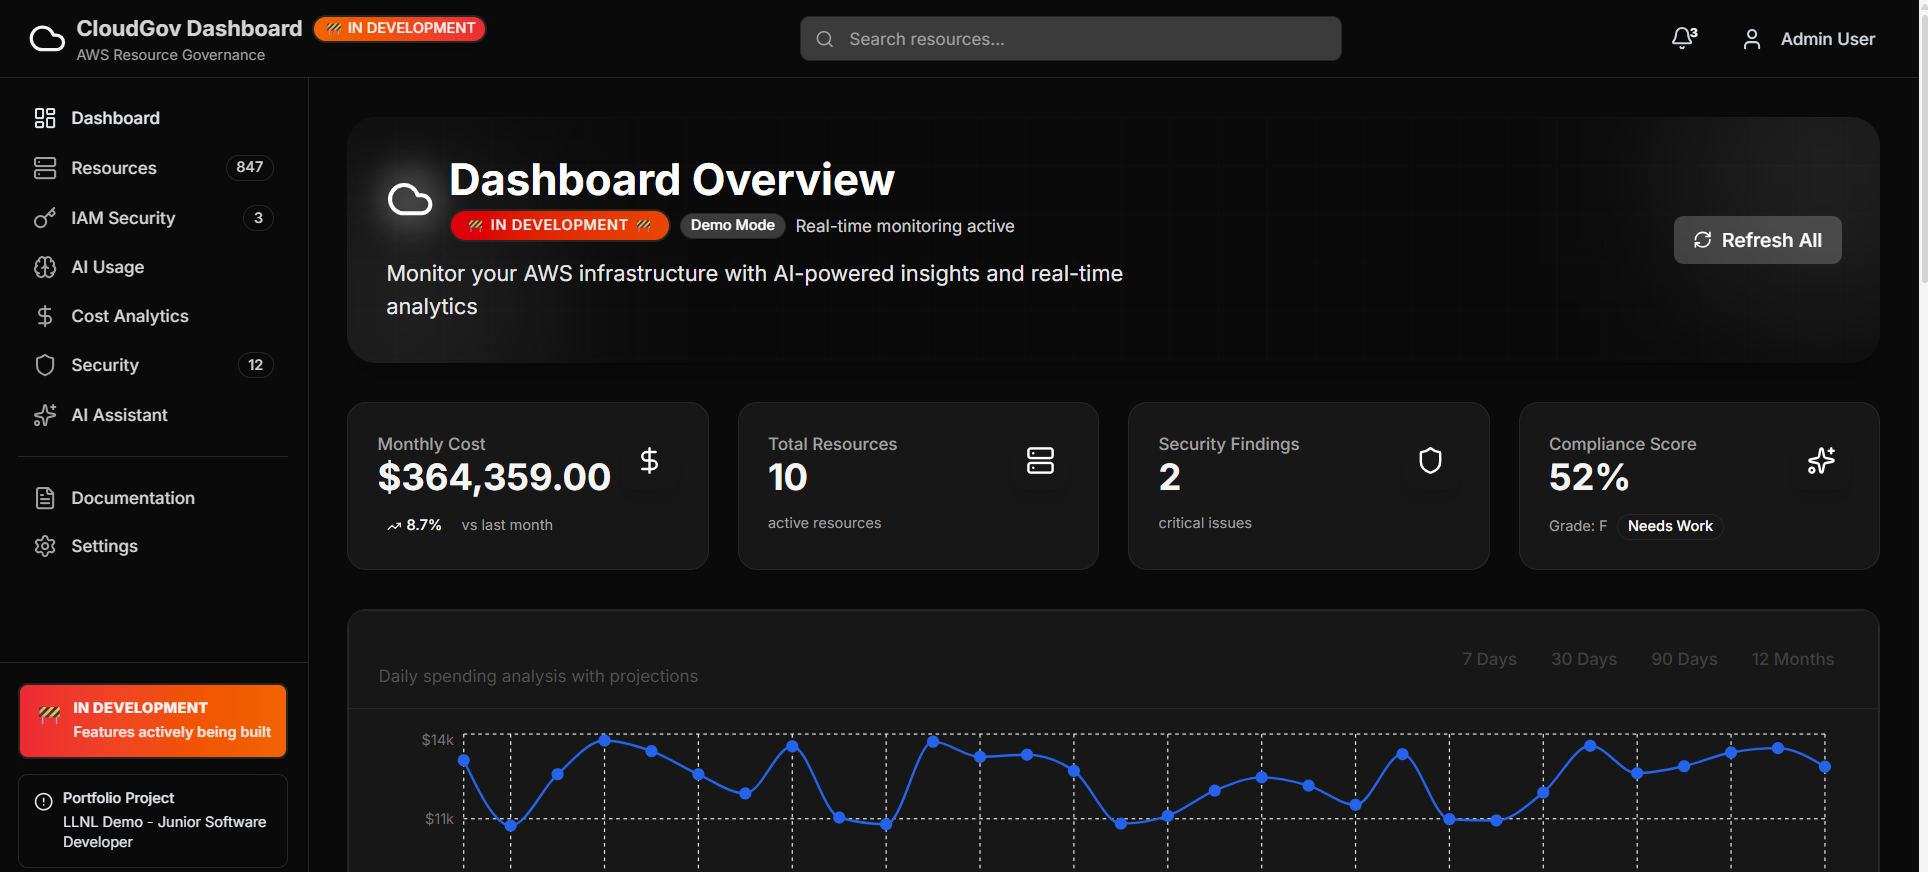 CloudGov Dashboard
🚧 IN DEVELOPMENT
AWS Resource Governance
Search resources...
3
Admin User
Dashboard
Resources 847
IAM Security 3
AI Usage
Cost Analytics
Security 12
AI Assistant
Documentation
Settings
🚧 IN DEVELOPMENT
Features actively being built
Portfolio Project
LLNL Demo - Junior Software
Developer
Dashboard Overview
🚧 IN DEVELOPMENT 🚧 Demo Mode Real-time monitoring active
Monitor your AWS infrastructure with AI-powered insights and real-time
analytics
Refresh All
Monthly Cost
$364,359.00
8.7% vs last month
Total Resources
10
active resources
Security Findings
2
critical issues
Compliance Score
52%
Grade: F Needs Work
Daily spending analysis with projections
7 Days 30 Days 90 Days 12 Months
$14k
$11k